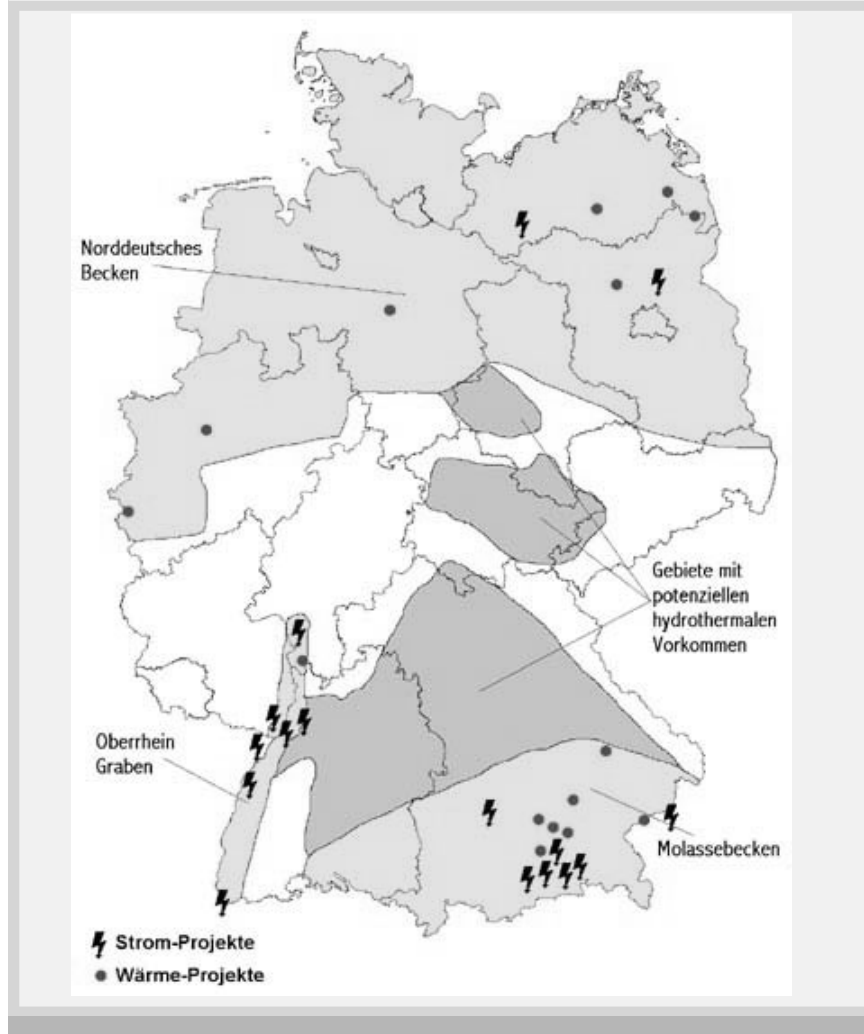 Norddeutsches
Becken
Gebiete mit
potenziellen
hydrothermalen
Vorkommen
Oberrhein
Graben
Molassebecken
Strom-Projekte
Wärme-Projekte